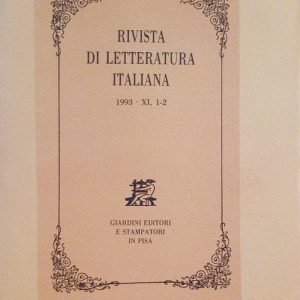 RIVISTA
DI LETTERATURA
ITALIANA
1993 · XI, 1-2
GIARDINI EDITORI
E STAMPATORI
IN PISA